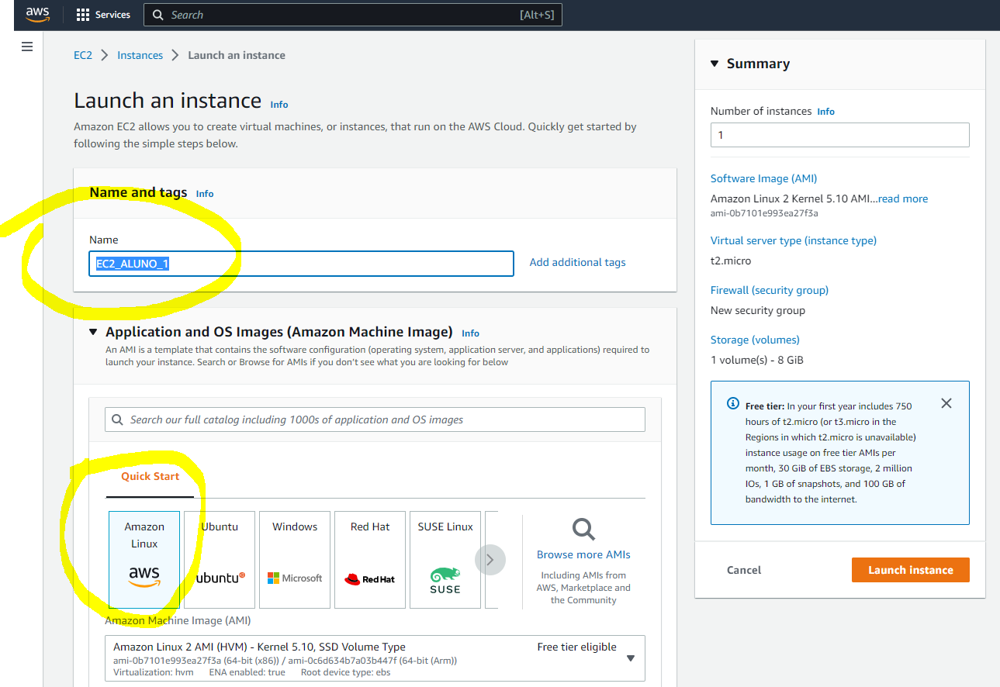 aws
Services
Search
[Alt+S]
EC2
Instances
Launch an instance
Launch an instance Info
Amazon EC2 allows you to create virtual machines, or instances, that run on the AWS Cloud. Quickly get started by
following the simple steps below.
Name and tags Info
Name
EC2_ALUNO_1
Add additional tags
Application and OS Images (Amazon Machine Image) Info
An AMI is a template that contains the software configuration (operating system, application server, and applications) required to
launch your instance. Search or Browse for AMIs if you don't see what you are looking for below
Search our full catalog including 1000s of application and OS images
Quick Start
Amazon
Linux
aws
Ubuntu
ubuntu
Windows
Microsoft
Red Hat
Red Hat
SUSE Linux
SUSE
Browse more AMIs
Including AMIs from
AWS, Marketplace and
the Community
Amazon Machine Image (AMI)
Amazon Linux 2 AMI (HVM) - Kernel 5.10, SSD Volume Type
Free tier eligible
ami-0b7101e993ea27f3a (64-bit (x86)) / ami-0c6d634b7a03b447f (64-bit (Arm))
Virtualization: hvm ENA enabled: true Root device type: ebs
Summary
Number of instances Info
1
Software Image (AMI)
Amazon Linux 2 Kernel 5.10 AMI...read more
ami-0b7101e993ea27f3a
Virtual server type (instance type)
t2.micro
Firewall (security group)
New security group
Storage (volumes)
1 volume(s) - 8 GiB
Free tier: In your first year includes 750
hours of t2.micro (or t3.micro in the
Regions in which t2.micro is unavailable)
instance usage on free tier AMIs per
month, 30 GiB of EBS storage, 2 million
IOs, 1 GB of snapshots, and 100 GB of
bandwidth to the internet.
Cancel
Launch instance